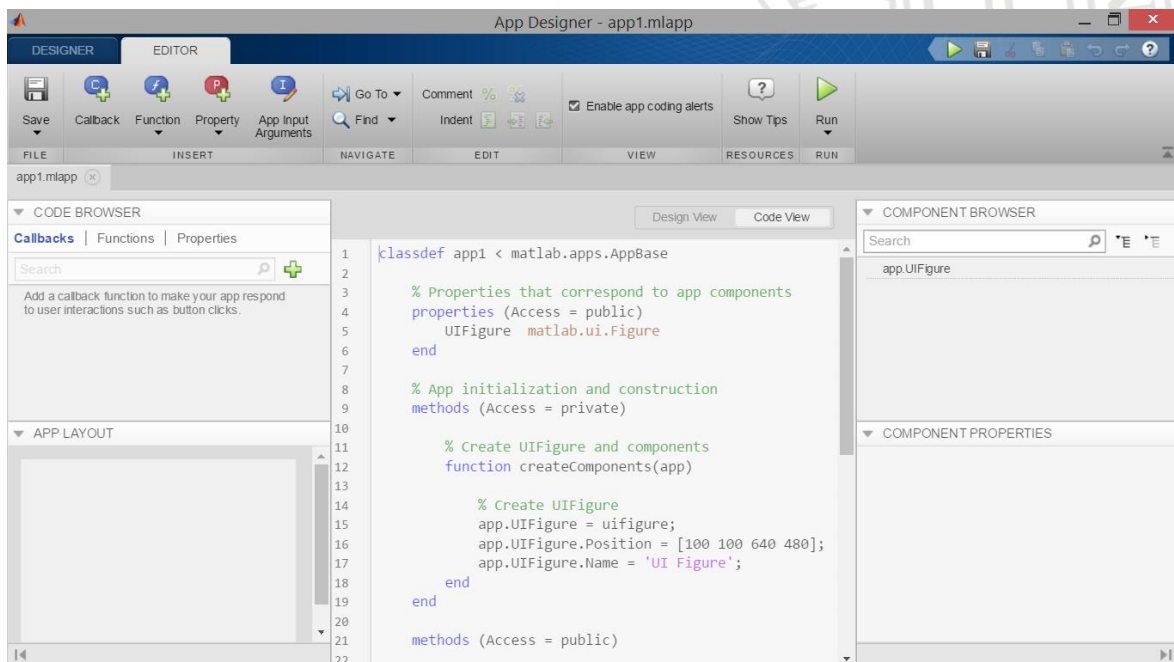 App Designer - app1.mlapp
DESIGNER
EDITOR
Save
Callback
Function
Property
App Input
Arguments
Go To
Find
Comment
Indent
Enable app coding alerts
Show Tips
Run
FILE
INSERT
NAVIGATE
EDIT
VIEW
RESOURCES
RUN
app1.mlapp
CODE BROWSER
Callbacks | Functions | Properties
Search
Add a callback function to make your app respond
to user interactions such as button clicks.
APP LAYOUT
Design View
Code View
1 classdef app1 < matlab.apps.AppBase
2
3 % Properties that correspond to app components
4 properties (Access = public)
5 UIFigure matlab.ui.Figure
6 end
7
8 % App initialization and construction
9 methods (Access = private)
10
11 % Create UIFigure and components
12 function createComponents(app)
13
14 % Create UIFigure
15 app.UIFigure = uifigure;
16 app.UIFigure.Position = [100 100 640 480];
17 app.UIFigure.Name = 'UI Figure';
18 end
19 end
20
21 methods (Access = public)
22
COMPONENT BROWSER
Search
app.UIFigure
COMPONENT PROPERTIES